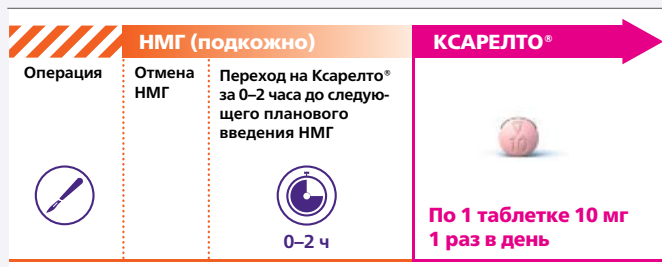 НМГ (подкожно)
КСАРЕЛТО®
Операция
Отмена
НМГ
Переход на Ксарелто®
за 0–2 часа до следую-
щего планового
введения НМГ
0–2 ч
10
По 1 таблетке 10 мг
1 раз в день